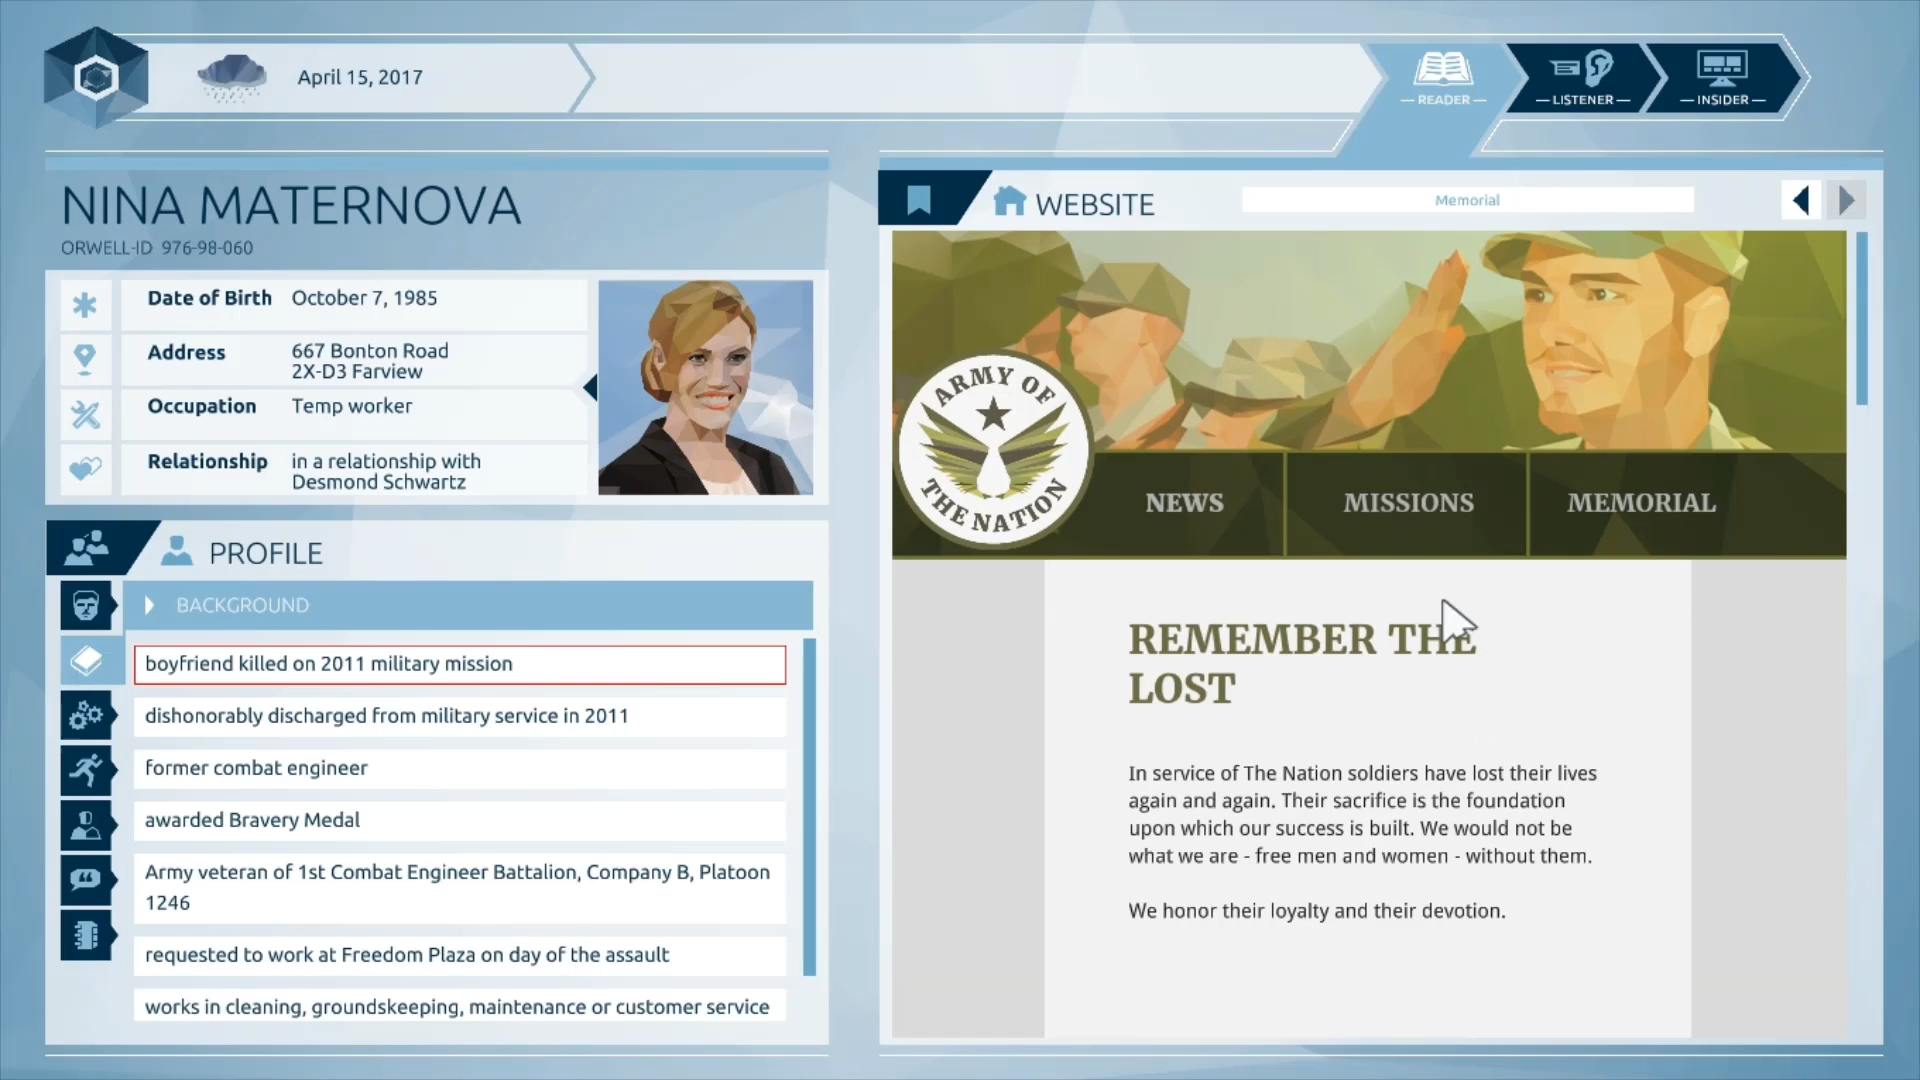 April 15, 2017
READER
LISTENER
INSIDER
NINA MATERNOVA
ORWELL-ID 976-98-060
Date of Birth October 7, 1985
Address 667 Bonton Road
2X-D3 Farview
Occupation Temp worker
Relationship in a relationship with
Desmond Schwartz
PROFILE
BACKGROUND
boyfriend killed on 2011 military mission
dishonorably discharged from military service in 2011
former combat engineer
awarded Bravery Medal
Army veteran of 1st Combat Engineer Battalion, Company B, Platoon
1246
requested to work at Freedom Plaza on day of the assault
works in cleaning, groundskeeping, maintenance or customer service
WEBSITE
Memorial
ARMY OF
THE NATION
NEWS
MISSIONS
MEMORIAL
REMEMBER THE
LOST
In service of The Nation soldiers have lost their lives
again and again. Their sacrifice is the foundation
upon which our success is built. We would not be
what we are - free men and women - without them.
We honor their loyalty and their devotion.